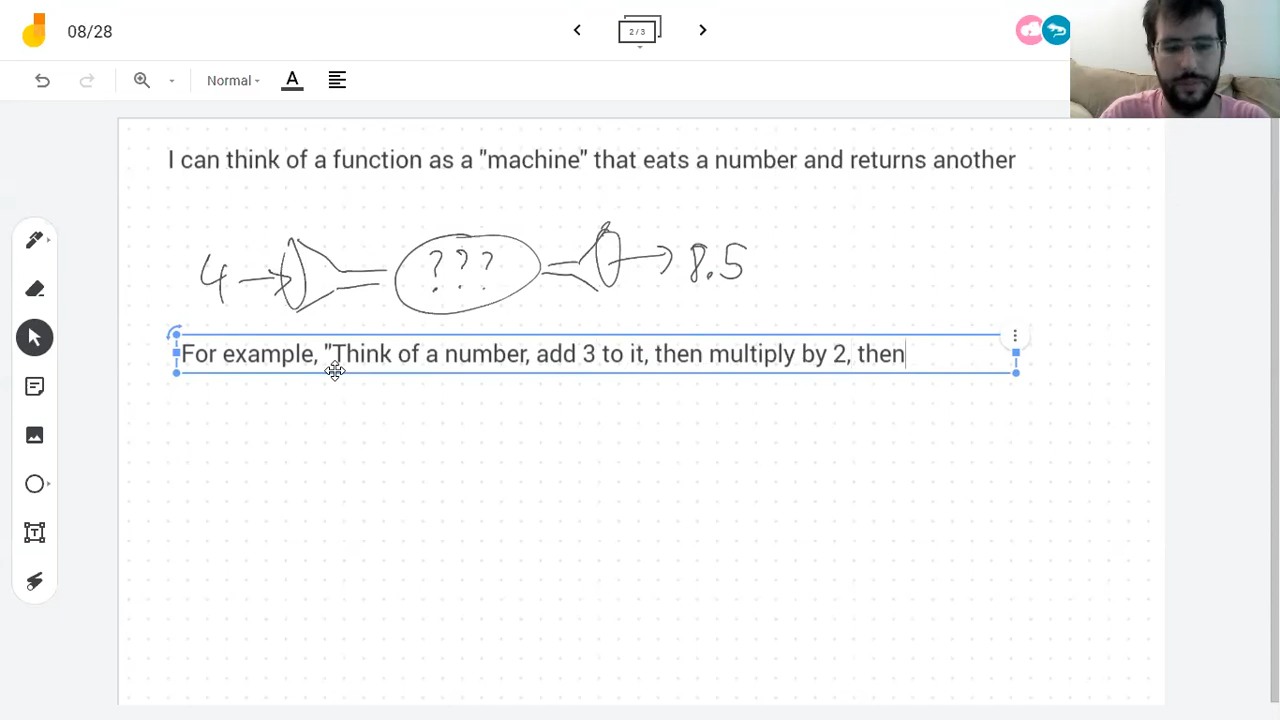 08/28
2 / 3
Normal
A
I can think of a function as a "machine" that eats a number and returns another
4 ??? 8.5
For example, "Think of a number, add 3 to it, then multiply by 2, then
T